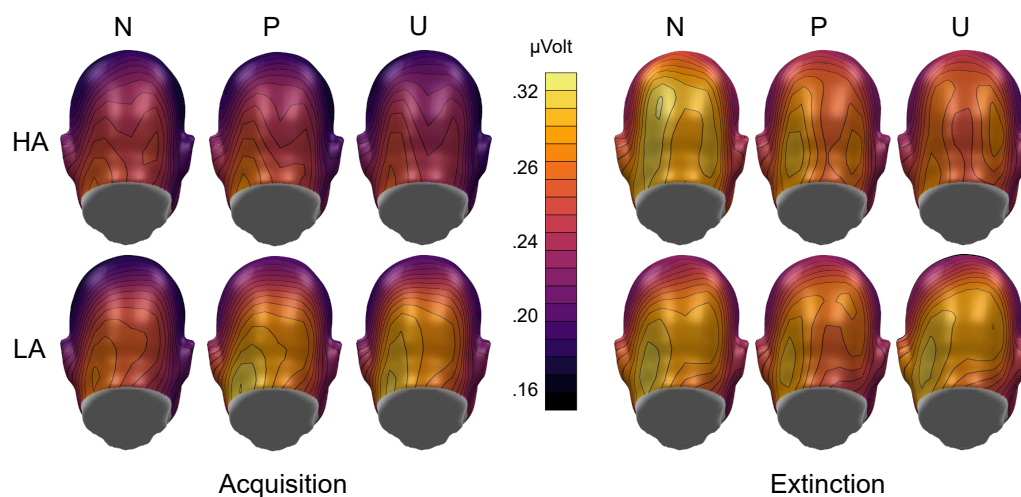 N P U
N P U
µVolt
.32
.26
.24
.20
.16
HA
LA
Acquisition
Extinction